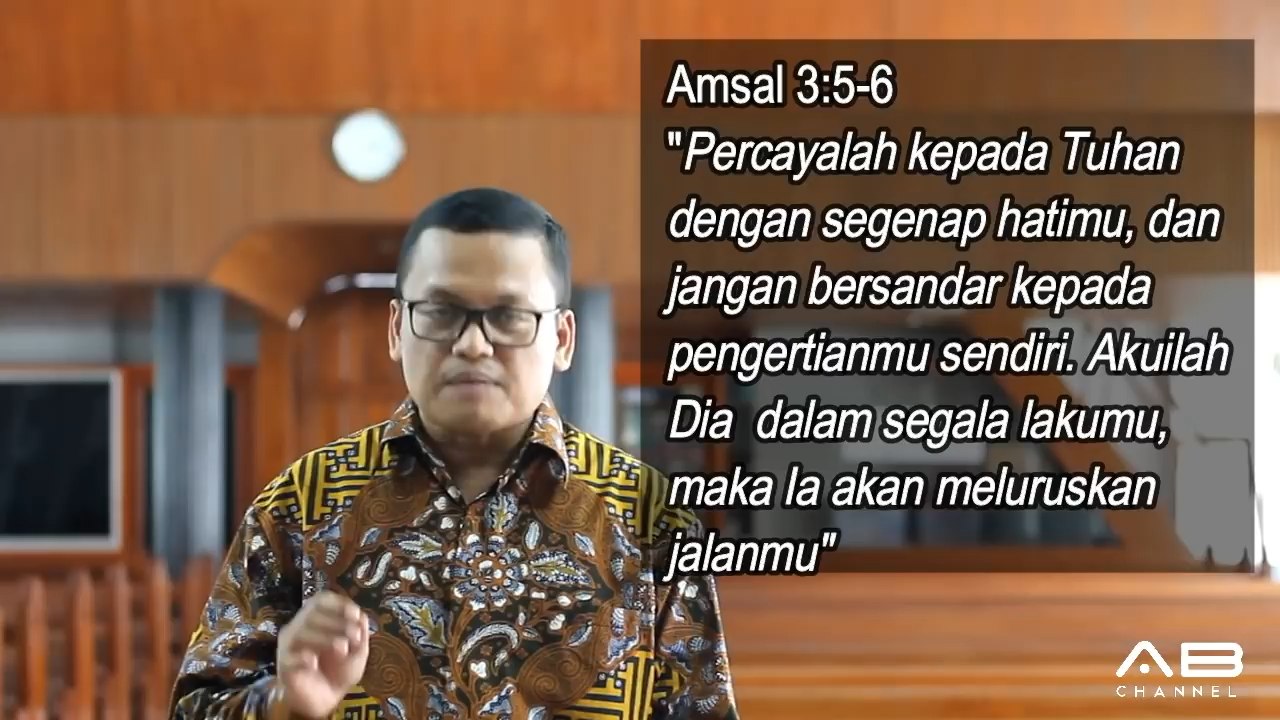 Amsal 3:5-6
"Percayalah kepada Tuhan
dengan segenap hatimu, dan
jangan bersandar kepada
pengertianmu sendiri. Akuilah
Dia  dalam segala lakumu,
maka Ia akan meluruskan
jalanmu"
AB
CHANNEL